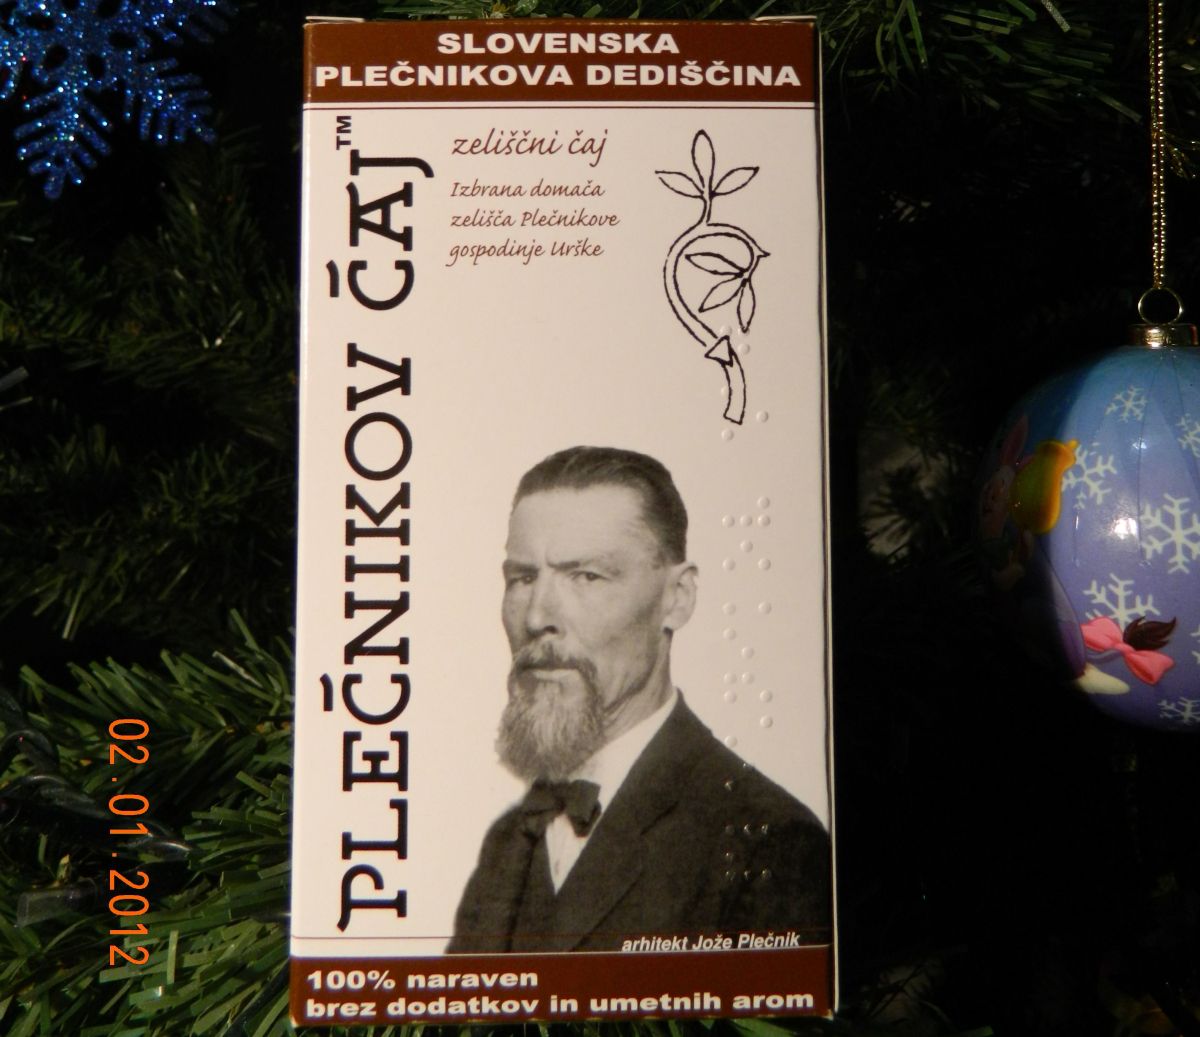 SLOVENSKA
PLEČNIKOVA DEDIŠČINA
PLEČNIKOV ČAJ™
zeliščni čaj
Izbrana domača
zelišča Plečnikove
gospodinje Urške
arhitekt Jože Plečnik
100% naraven
brez dodatkov in umetnih arom
02.01.2012